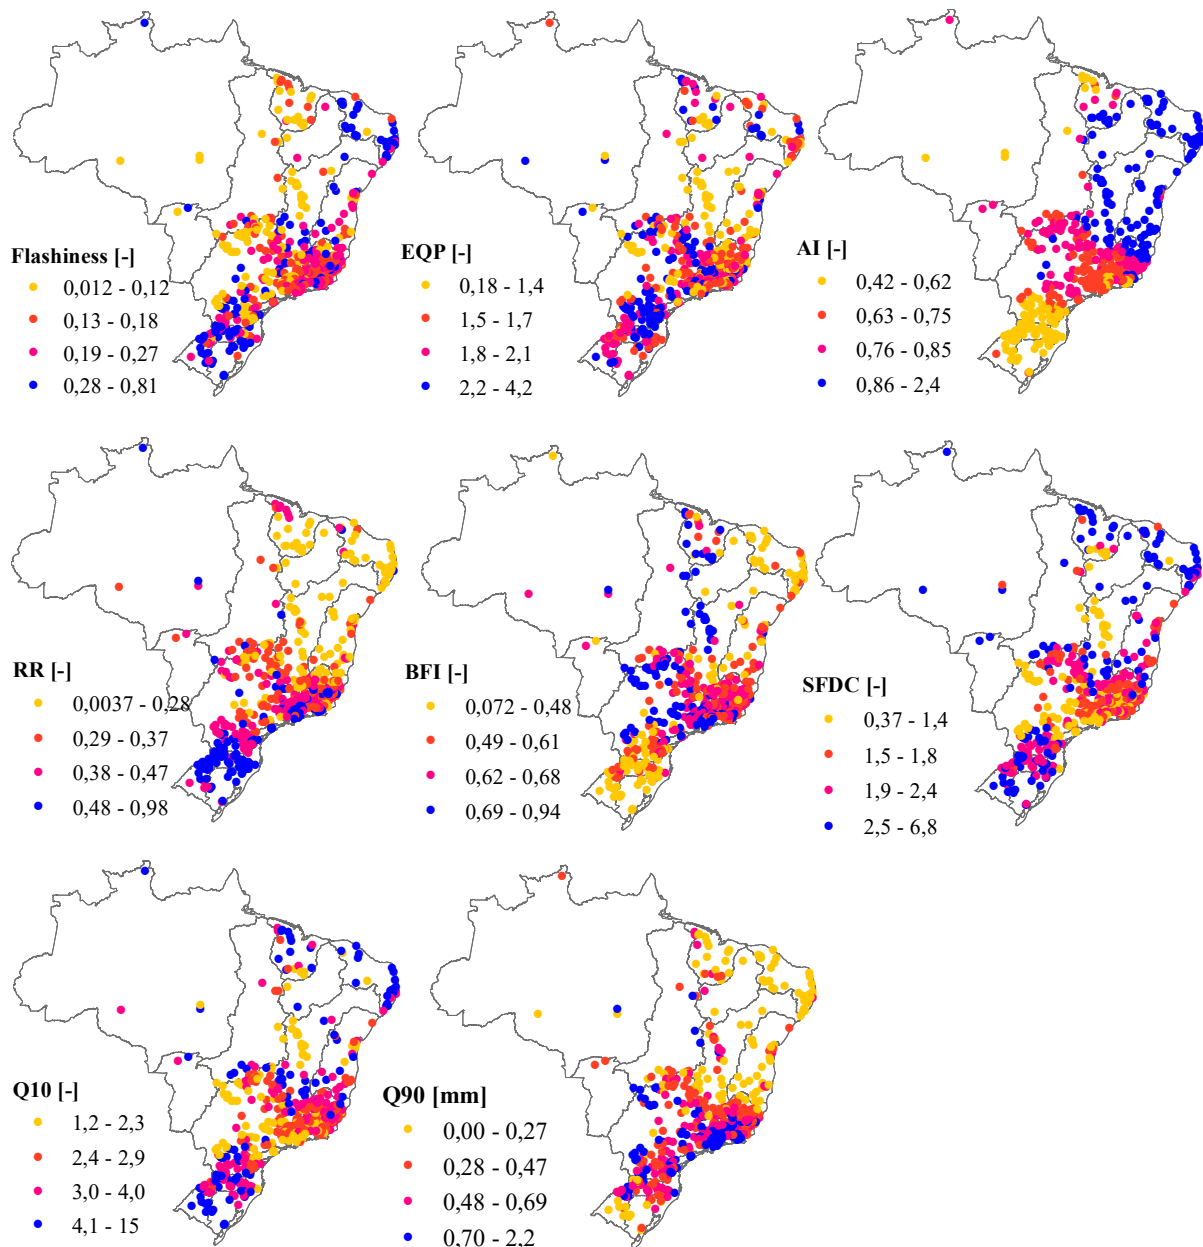 Flashiness [-]
0,012 - 0,12
0,13 - 0,18
0,19 - 0,27
0,28 - 0,81
EQP [-]
0,18 - 1,4
1,5 - 1,7
1,8 - 2,1
2,2 - 4,2
AI [-]
0,42 - 0,62
0,63 - 0,75
0,76 - 0,85
0,86 - 2,4
RR [-]
0,0037 - 0,28
0,29 - 0,37
0,38 - 0,47
0,48 - 0,98
BFI [-]
0,072 - 0,48
0,49 - 0,61
0,62 - 0,68
0,69 - 0,94
SFDC [-]
0,37 - 1,4
1,5 - 1,8
1,9 - 2,4
2,5 - 6,8
Q10 [-]
1,2 - 2,3
2,4 - 2,9
3,0 - 4,0
4,1 - 15
Q90 [mm]
0,00 - 0,27
0,28 - 0,47
0,48 - 0,69
0,70 - 2,2